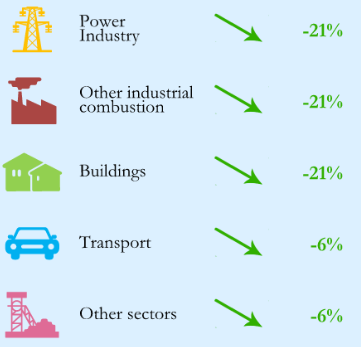 Power
Industry
-21%
Other industrial
combustion
-21%
Buildings
-21%
Transport
-6%
Other sectors
-6%